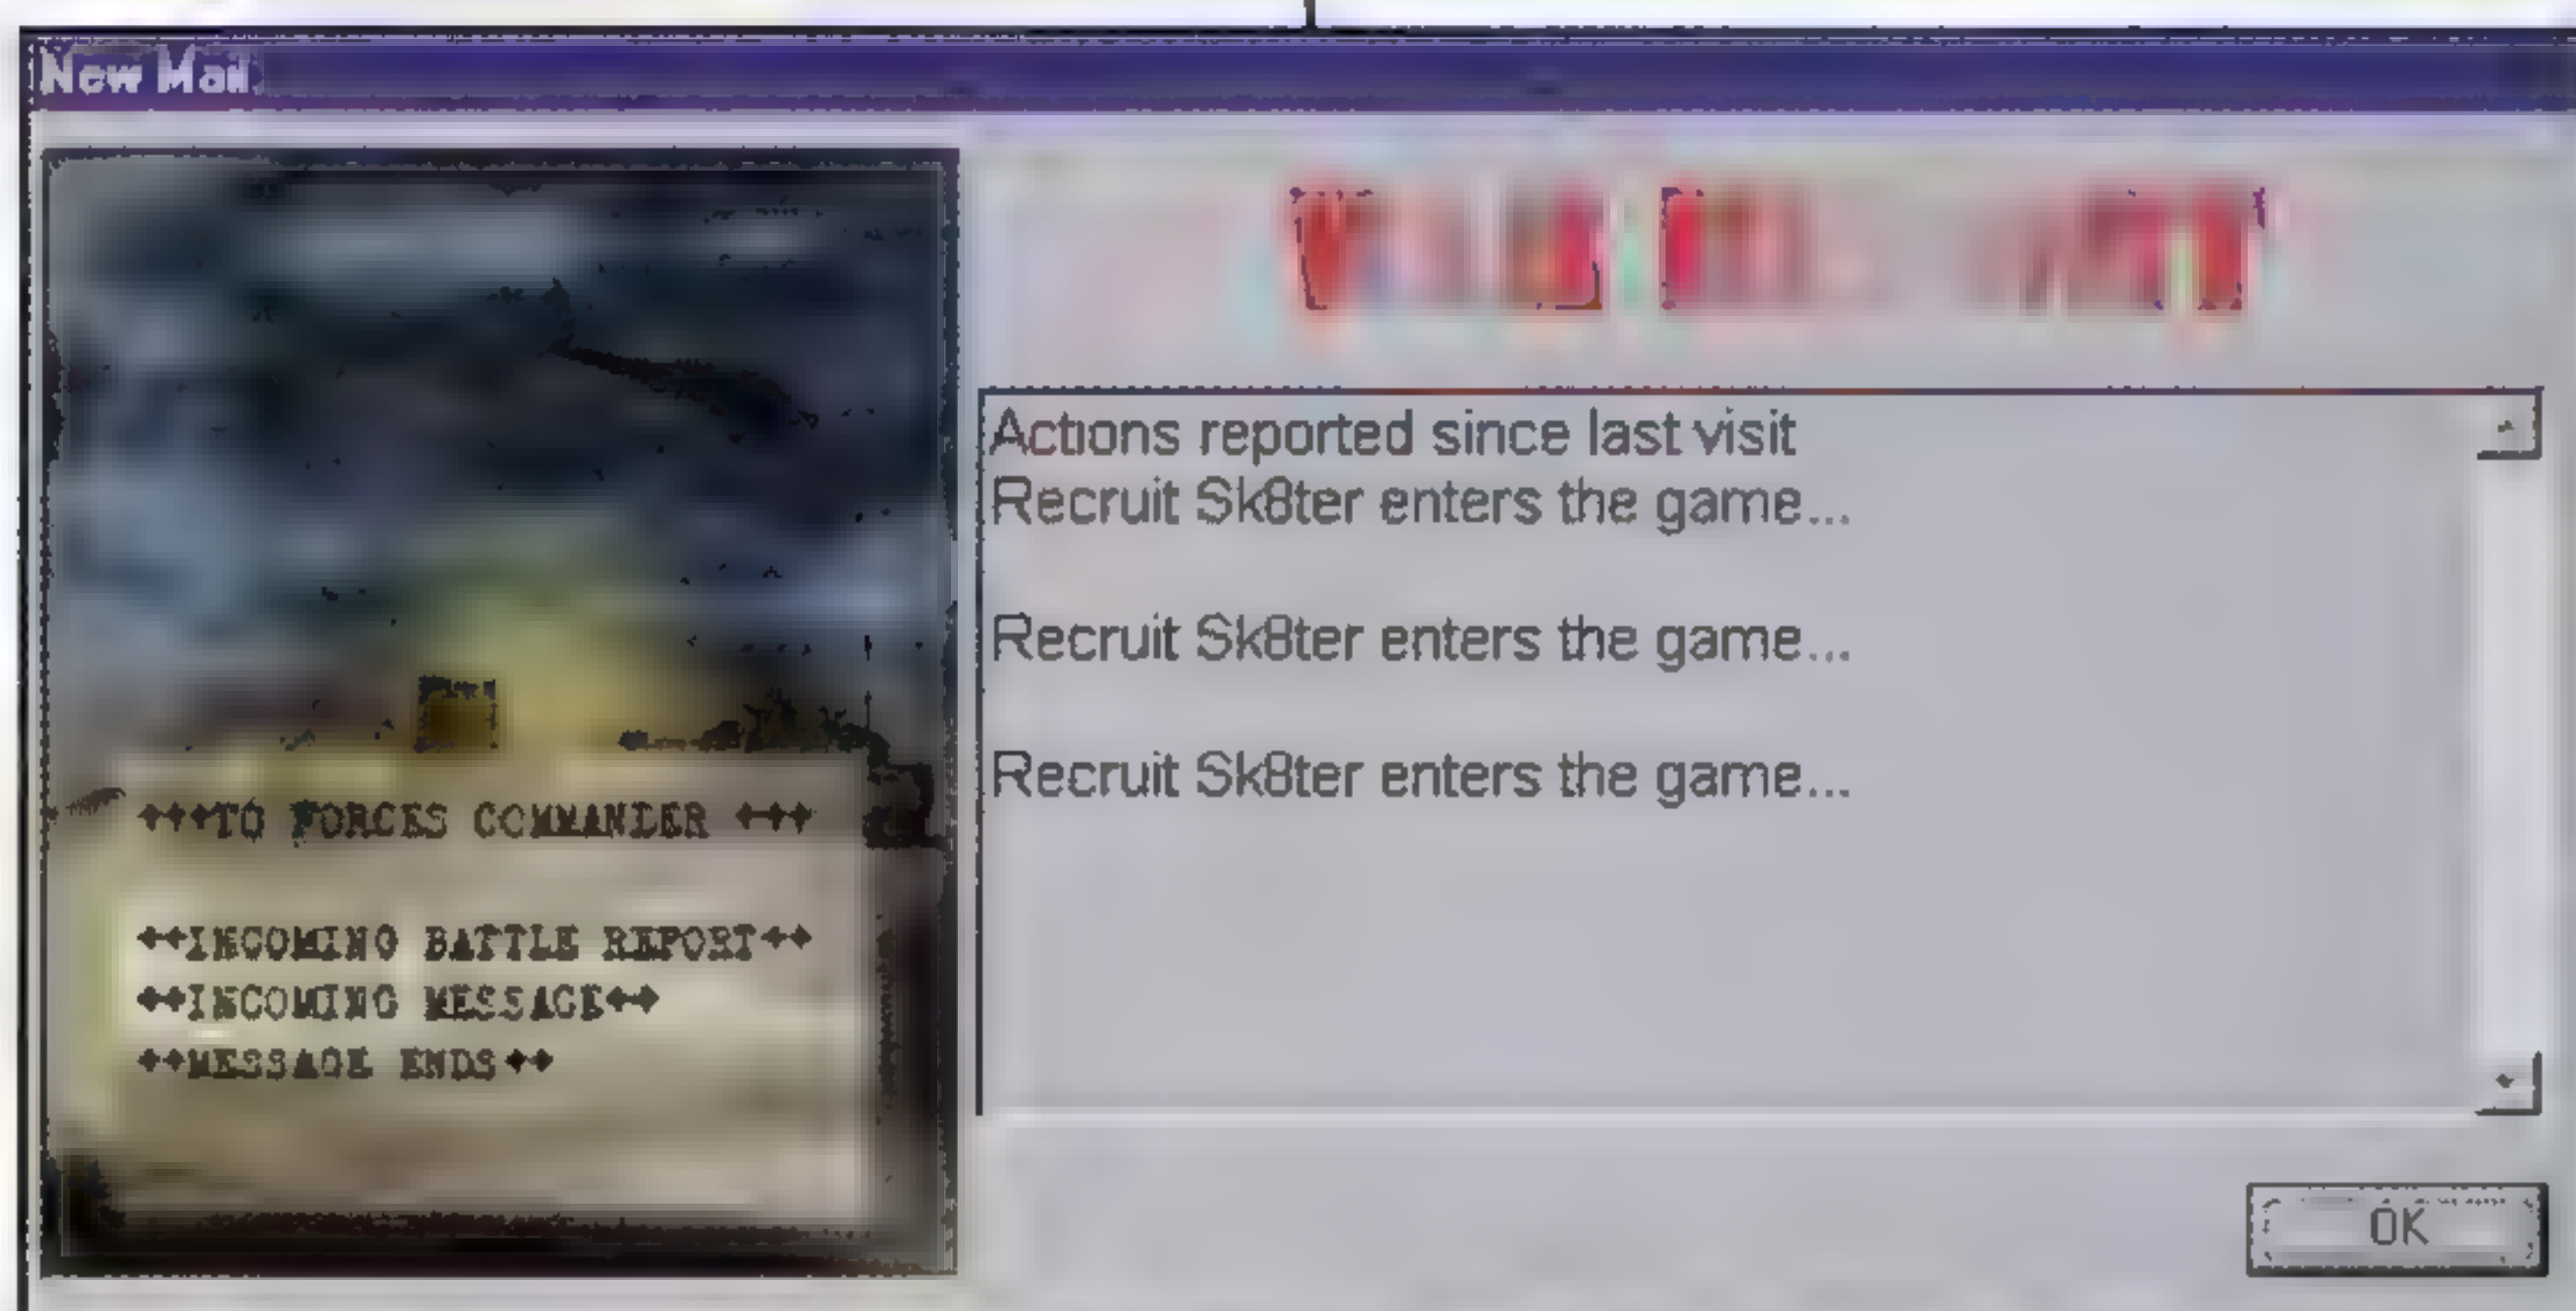 New Mail
Actions reported since last visit
Recruit Sk8ter enters the game...
Recruit Sk8ter enters the game...
Recruit Sk8ter enters the game...
TO FORCES COMMANDER
INCOMING BATTLE REPORT
INCOMING MESSAGE
MESSAGE ENDS
OK